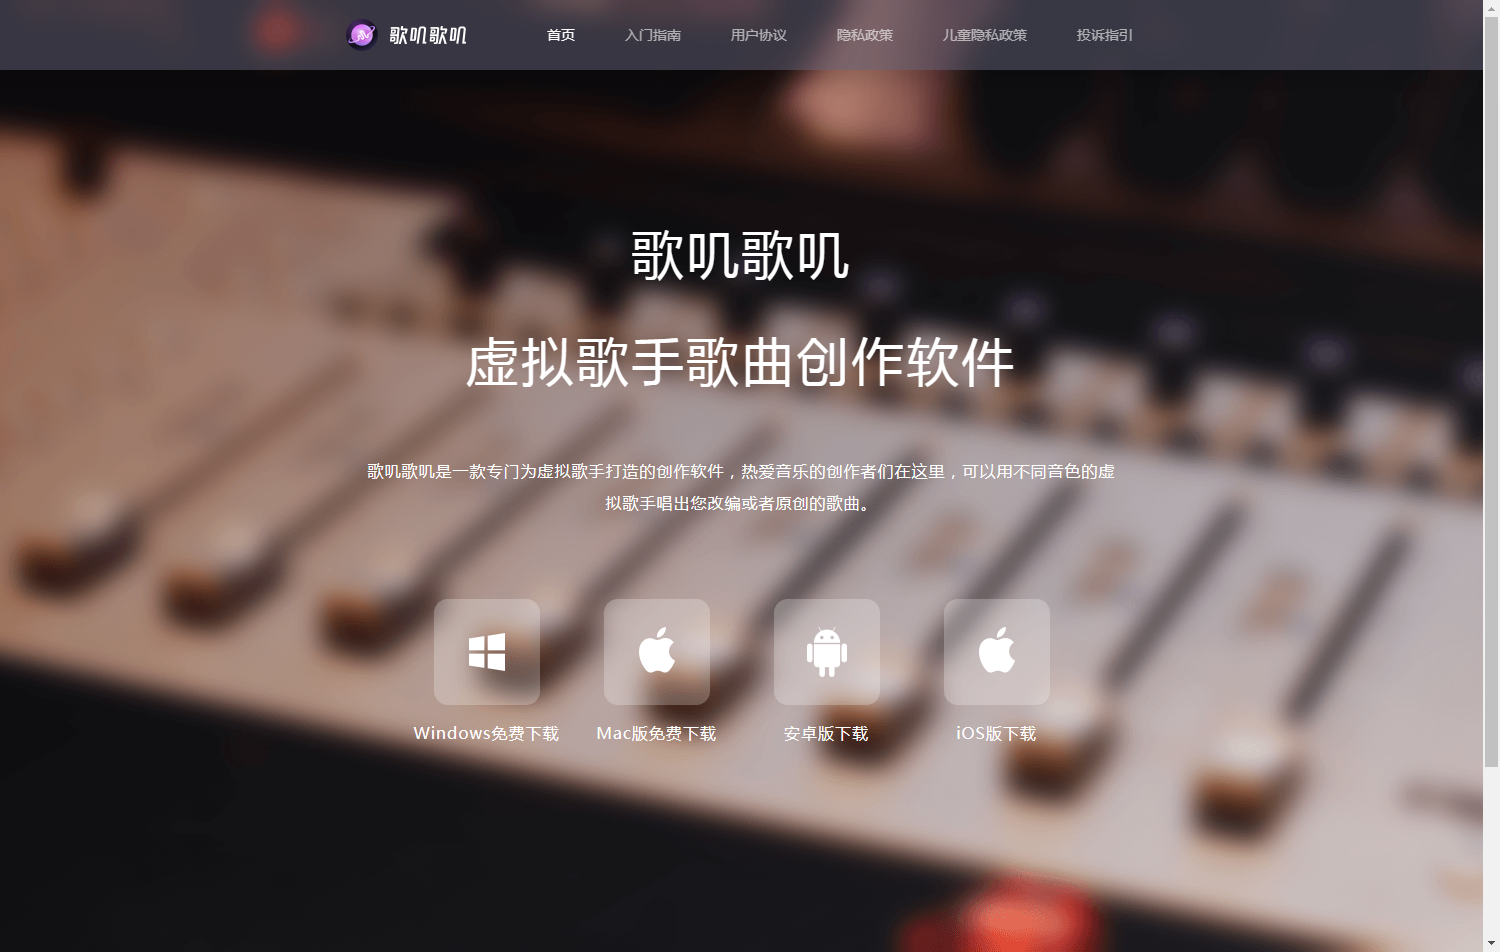 歌叽歌叽
首页
入门指南
用户协议
隐私政策
儿童隐私政策
投诉指引
歌叽歌叽
虚拟歌手歌曲创作软件
歌叽歌叽是一款专门为虚拟歌手打造的创作软件，热爱音乐的创作者们在这里，可以用不同音色的虚
拟歌手唱出您改编或者原创的歌曲。
Windows免费下载
Mac版免费下载
安卓版下载
iOS版下载